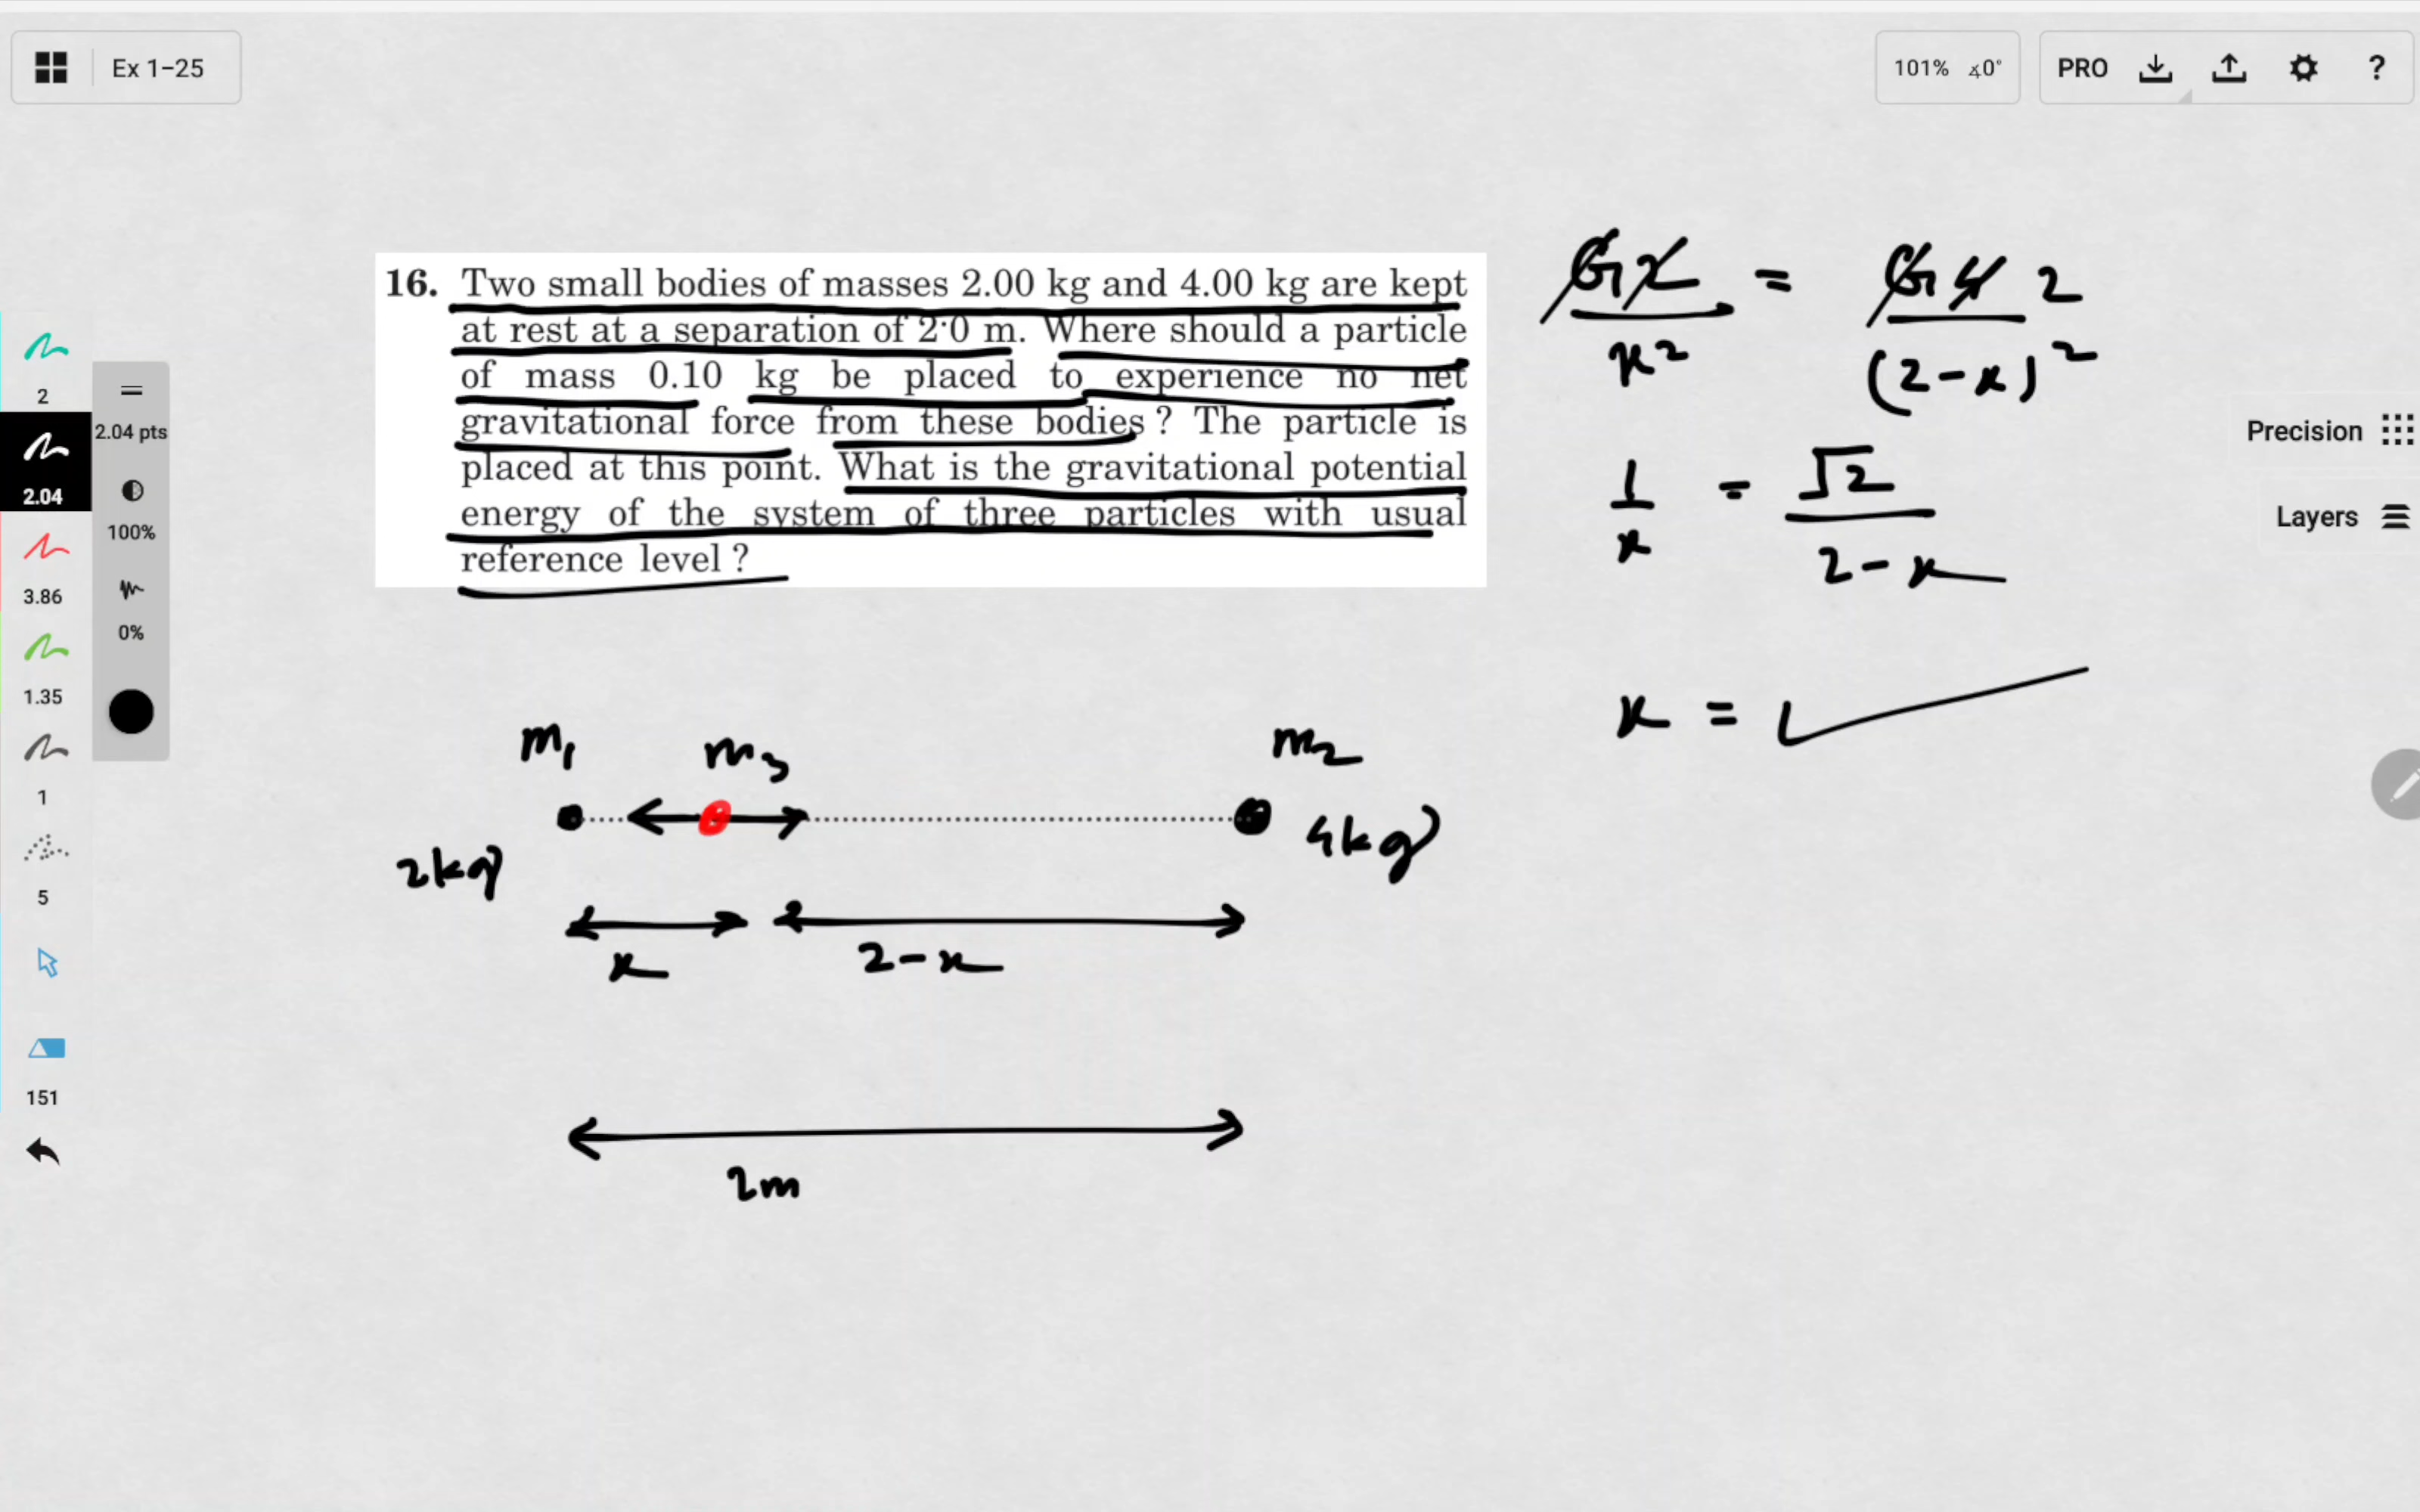 Ex 1-25
101% ∡0°
PRO
?
16. Two small bodies of masses 2.00 kg and 4.00 kg are kept
at rest at a separation of 2·0 m. Where should a particle
of mass 0.10 kg be placed to experience no net
gravitational force from these bodies ? The particle is
placed at this point. What is the gravitational potential
energy of the system of three particles with usual
reference level ?
G2/x² = G4 2/(2-x)²
1/x = √2/(2-x)
x =
Precision
Layers
2
2.04
3.86
1.35
1
5
151
2.04 pts
100%
0%
m₁ m₃ m₂
2kg 4kg
x 2-x
2m